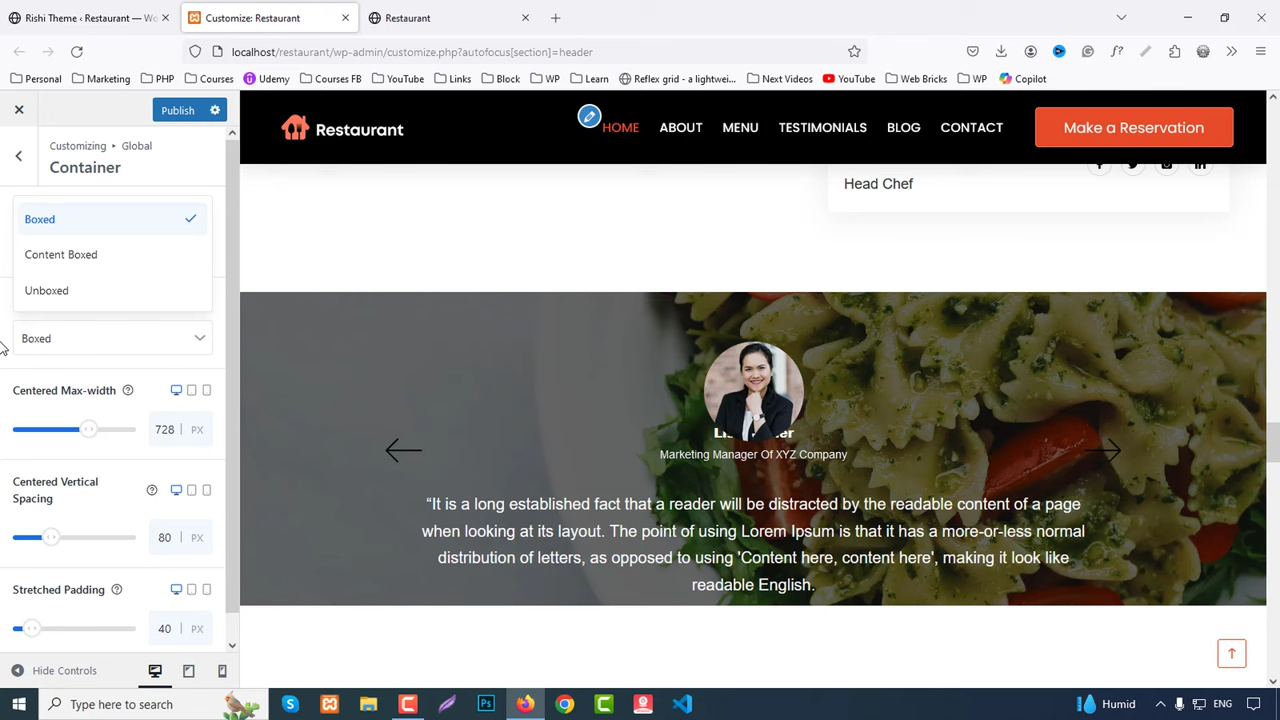 Rishi Theme ‹ Restaurant — Wo
Customize: Restaurant
Restaurant
localhost/restaurant/wp-admin/customize.php?autofocus[section]=header
Personal
Marketing
PHP
Courses
Udemy
Courses FB
YouTube
Links
Block
WP
Learn
Reflex grid - a lightwei...
Next Videos
YouTube
Web Bricks
WP
Copilot
Publish
Customizing ▸ Global
Container
Boxed
Content Boxed
Unboxed
Boxed
Centered Max-width
728 PX
Centered Vertical
Spacing
80 PX
Stretched Padding
40 PX
Hide Controls
Restaurant
HOME
ABOUT
MENU
TESTIMONIALS
BLOG
CONTACT
Make a Reservation
Head Chef
Marketing Manager Of XYZ Company
“It is a long established fact that a reader will be distracted by the readable content of a page
when looking at its layout. The point of using Lorem Ipsum is that it has a more-or-less normal
distribution of letters, as opposed to using 'Content here, content here', making it look like
readable English.
Type here to search
Humid
ENG